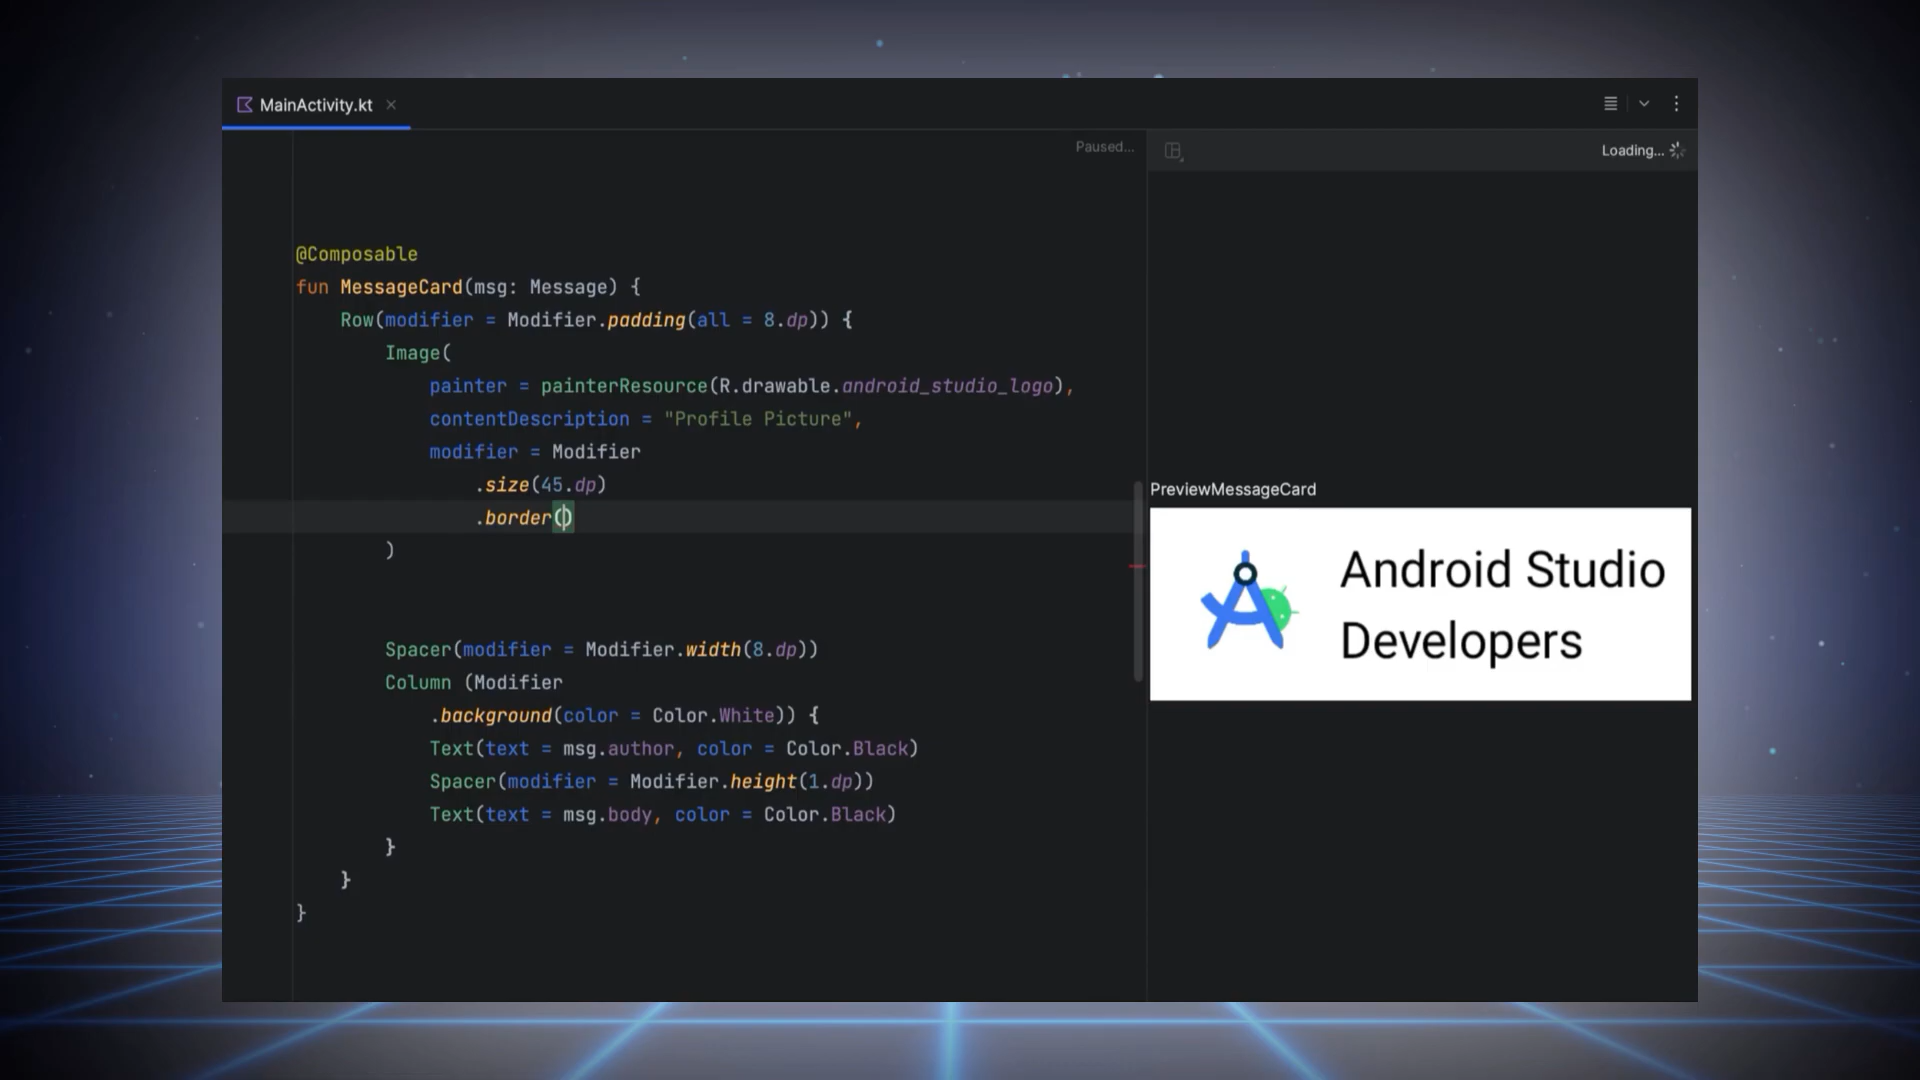 MainActivity.kt
Paused...
Loading...
@Composable
fun MessageCard(msg: Message) {
    Row(modifier = Modifier.padding(all = 8.dp)) {
        Image(
            painter = painterResource(R.drawable.android_studio_logo),
            contentDescription = "Profile Picture",
            modifier = Modifier
                .size(45.dp)
                .border()
        )
        Spacer(modifier = Modifier.width(8.dp))
        Column (Modifier
            .background(color = Color.White)) {
            Text(text = msg.author, color = Color.Black)
            Spacer(modifier = Modifier.height(1.dp))
            Text(text = msg.body, color = Color.Black)
        }
    }
}
PreviewMessageCard
Android Studio
Developers